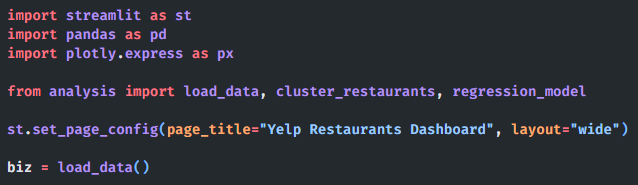 import streamlit as st
import pandas as pd
import plotly.express as px
from analysis import load_data, cluster_restaurants, regression_model
st.set_page_config(page_title="Yelp Restaurants Dashboard", layout="wide")
biz = load_data()